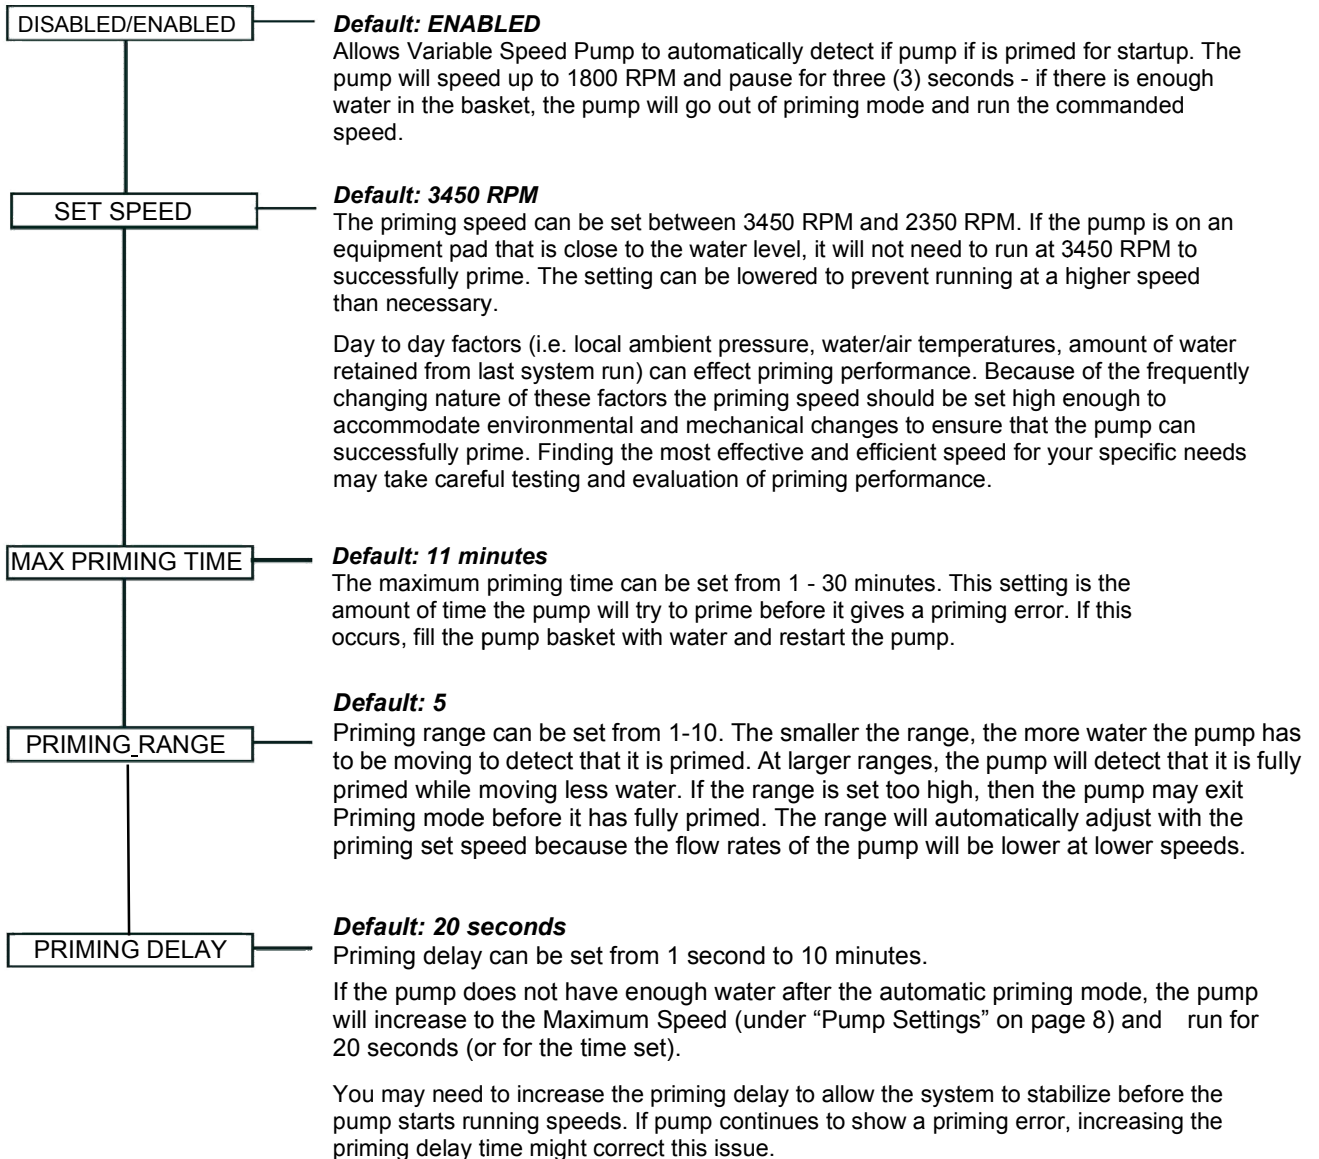 DISABLED/ENABLED
Default: ENABLED
Allows Variable Speed Pump to automatically detect if pump if is primed for startup. The
pump will speed up to 1800 RPM and pause for three (3) seconds - if there is enough
water in the basket, the pump will go out of priming mode and run the commanded
speed.
SET SPEED
Default: 3450 RPM
The priming speed can be set between 3450 RPM and 2350 RPM. If the pump is on an
equipment pad that is close to the water level, it will not need to run at 3450 RPM to
successfully prime. The setting can be lowered to prevent running at a higher speed
than necessary.
Day to day factors (i.e. local ambient pressure, water/air temperatures, amount of water
retained from last system run) can effect priming performance. Because of the frequently
changing nature of these factors the priming speed should be set high enough to
accommodate environmental and mechanical changes to ensure that the pump can
successfully prime. Finding the most effective and efficient speed for your specific needs
may take careful testing and evaluation of priming performance.
MAX PRIMING TIME
Default: 11 minutes
The maximum priming time can be set from 1 - 30 minutes. This setting is the
amount of time the pump will try to prime before it gives a priming error. If this
occurs, fill the pump basket with water and restart the pump.
PRIMING RANGE
Default: 5
Priming range can be set from 1-10. The smaller the range, the more water the pump has
to be moving to detect that it is primed. At larger ranges, the pump will detect that it is fully
primed while moving less water. If the range is set too high, then the pump may exit
Priming mode before it has fully primed. The range will automatically adjust with the
priming set speed because the flow rates of the pump will be lower at lower speeds.
PRIMING DELAY
Default: 20 seconds
Priming delay can be set from 1 second to 10 minutes.
If the pump does not have enough water after the automatic priming mode, the pump
will increase to the Maximum Speed (under “Pump Settings” on page 8) and run for
20 seconds (or for the time set).
You may need to increase the priming delay to allow the system to stabilize before the
pump starts running speeds. If pump continues to show a priming error, increasing the
priming delay time might correct this issue.